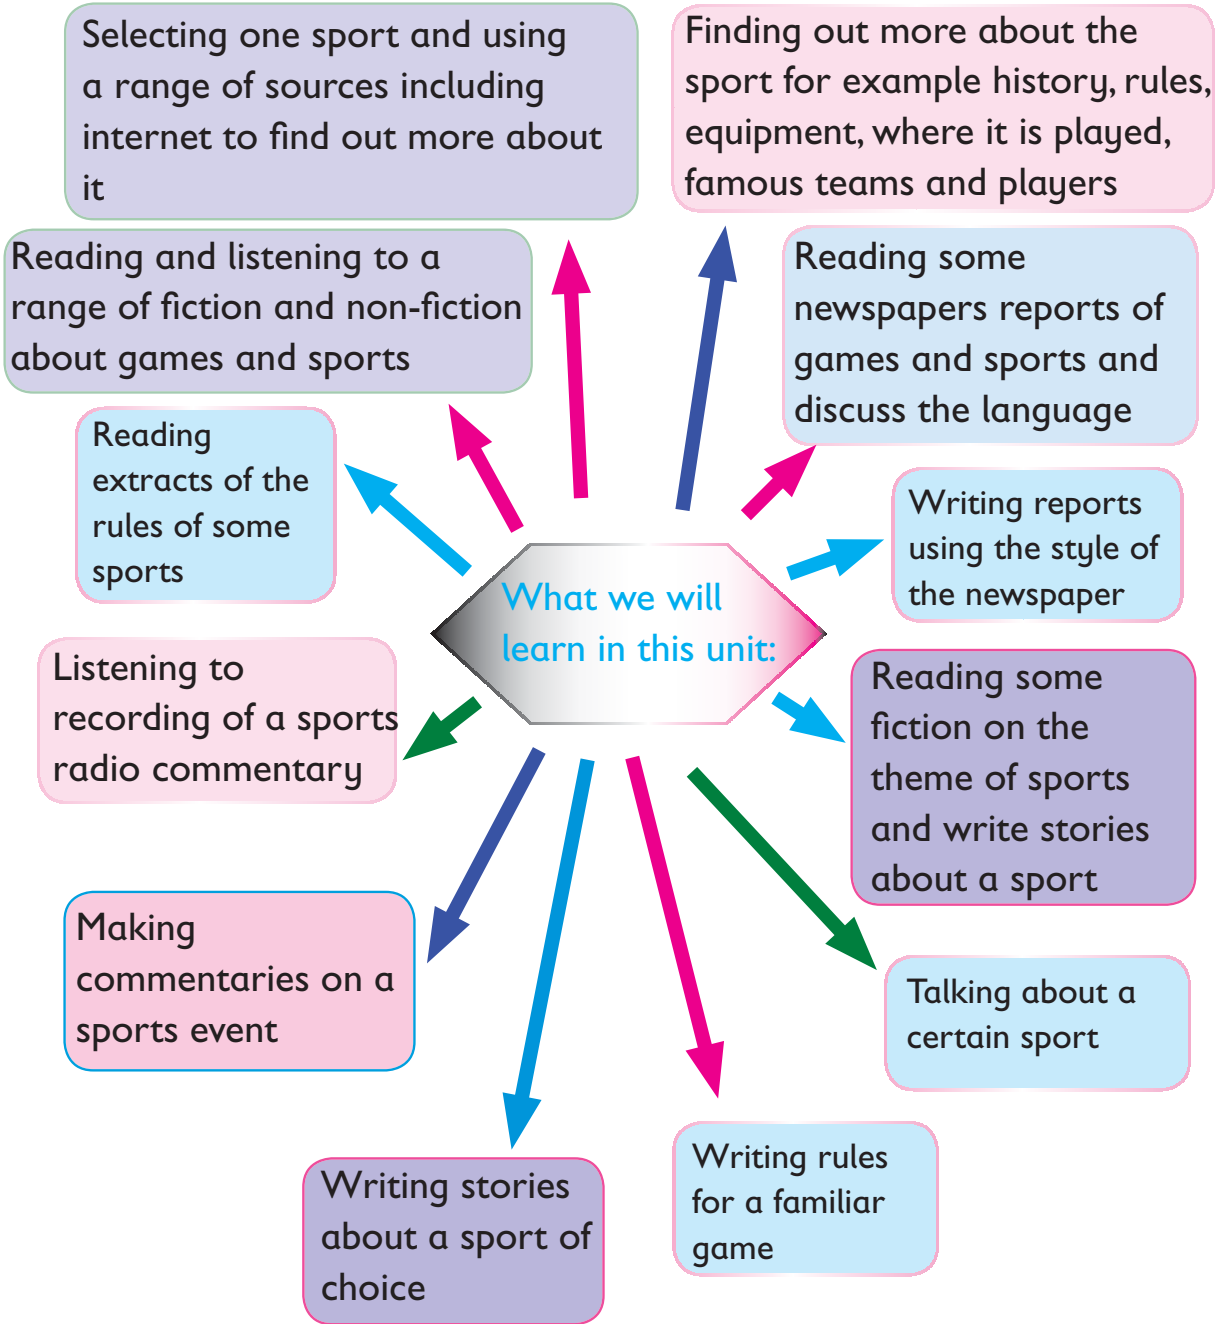 Selecting one sport and using
a range of sources including
internet to find out more about
it
Finding out more about the
sport for example history, rules,
equipment, where it is played,
famous teams and players
Reading and listening to a
range of fiction and non-fiction
about games and sports
Reading some
newspapers reports of
games and sports and
discuss the language
Reading
extracts of the
rules of some
sports
Writing reports
using the style of
the newspaper
What we will
learn in this unit:
Listening to
recording of a sports
radio commentary
Reading some
fiction on the
theme of sports
and write stories
about a sport
Making
commentaries on a
sports event
Talking about a
certain sport
Writing stories
about a sport of
choice
Writing rules
for a familiar
game